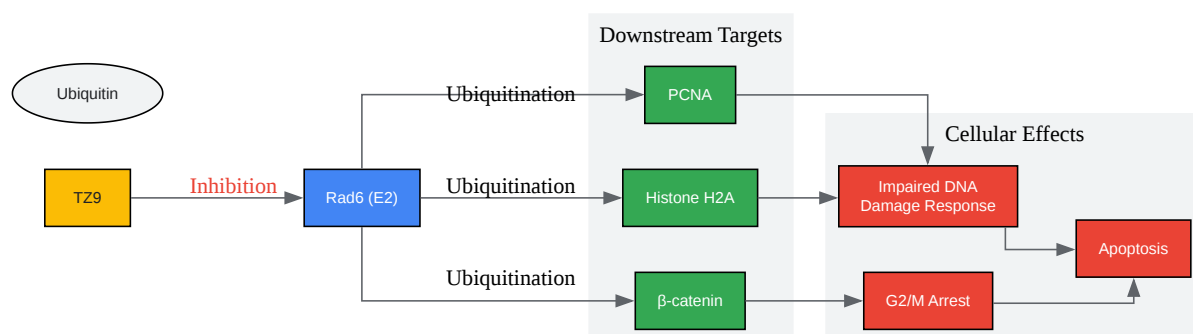 Downstream Targets
Ubiquitin
Ubiquitination
PCNA
Cellular Effects
TZ9
Inhibition
Rad6 (E2)
Ubiquitination
Histone H2A
Impaired DNA
Damage Response
Apoptosis
Ubiquitination
β-catenin
G2/M Arrest